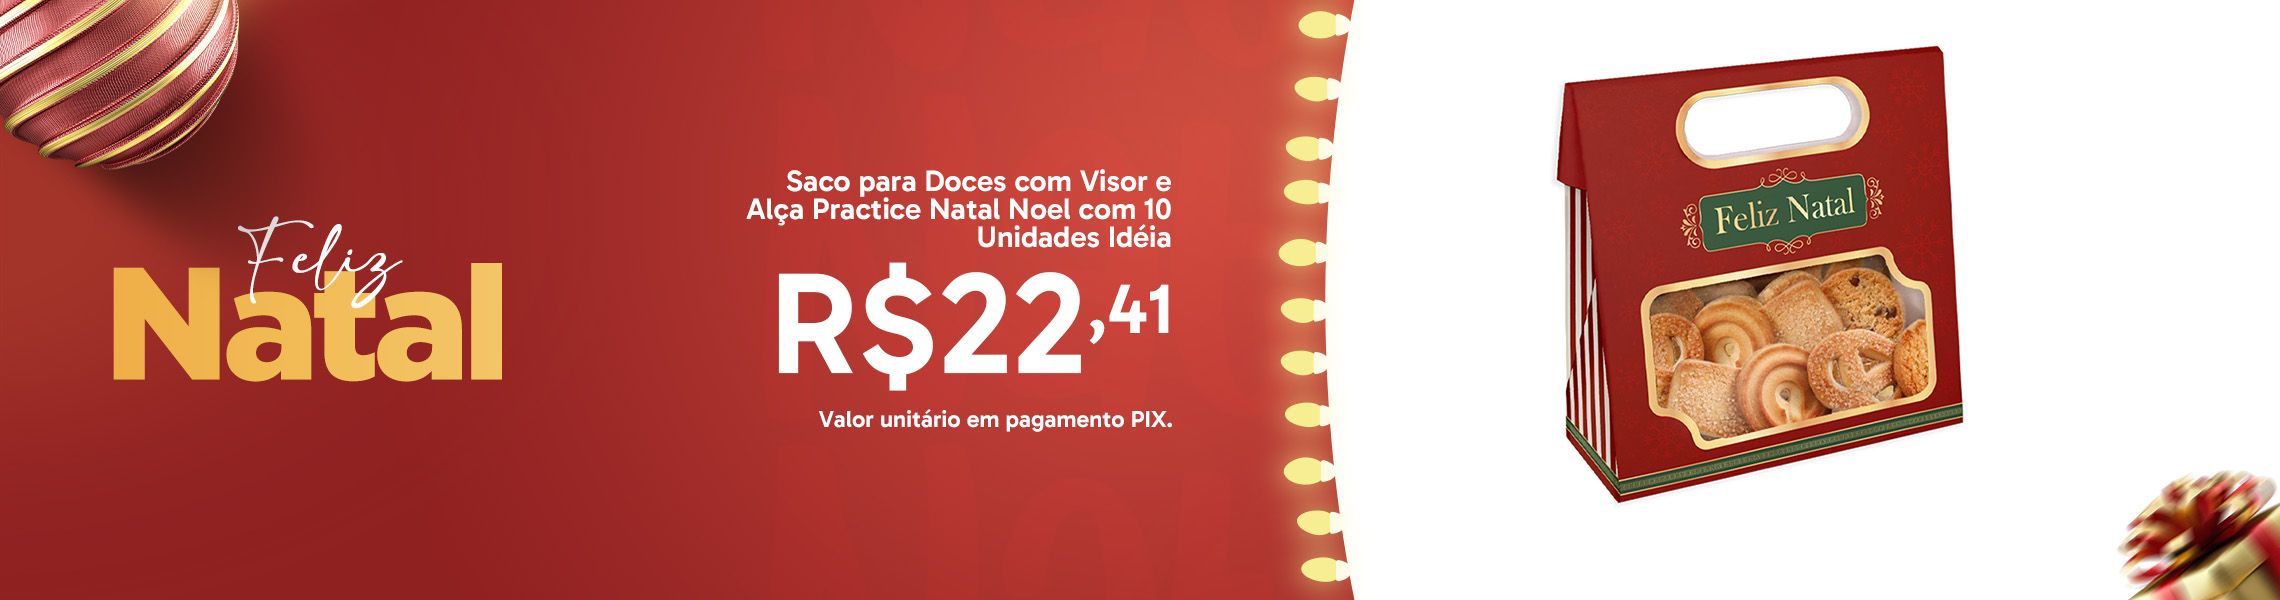 Feliz
Natal
Saco para Doces com Visor e
Alça Practice Natal Noel com 10
Unidades Idéia
R$22,41
Valor unitário em pagamento PIX.
Feliz Natal